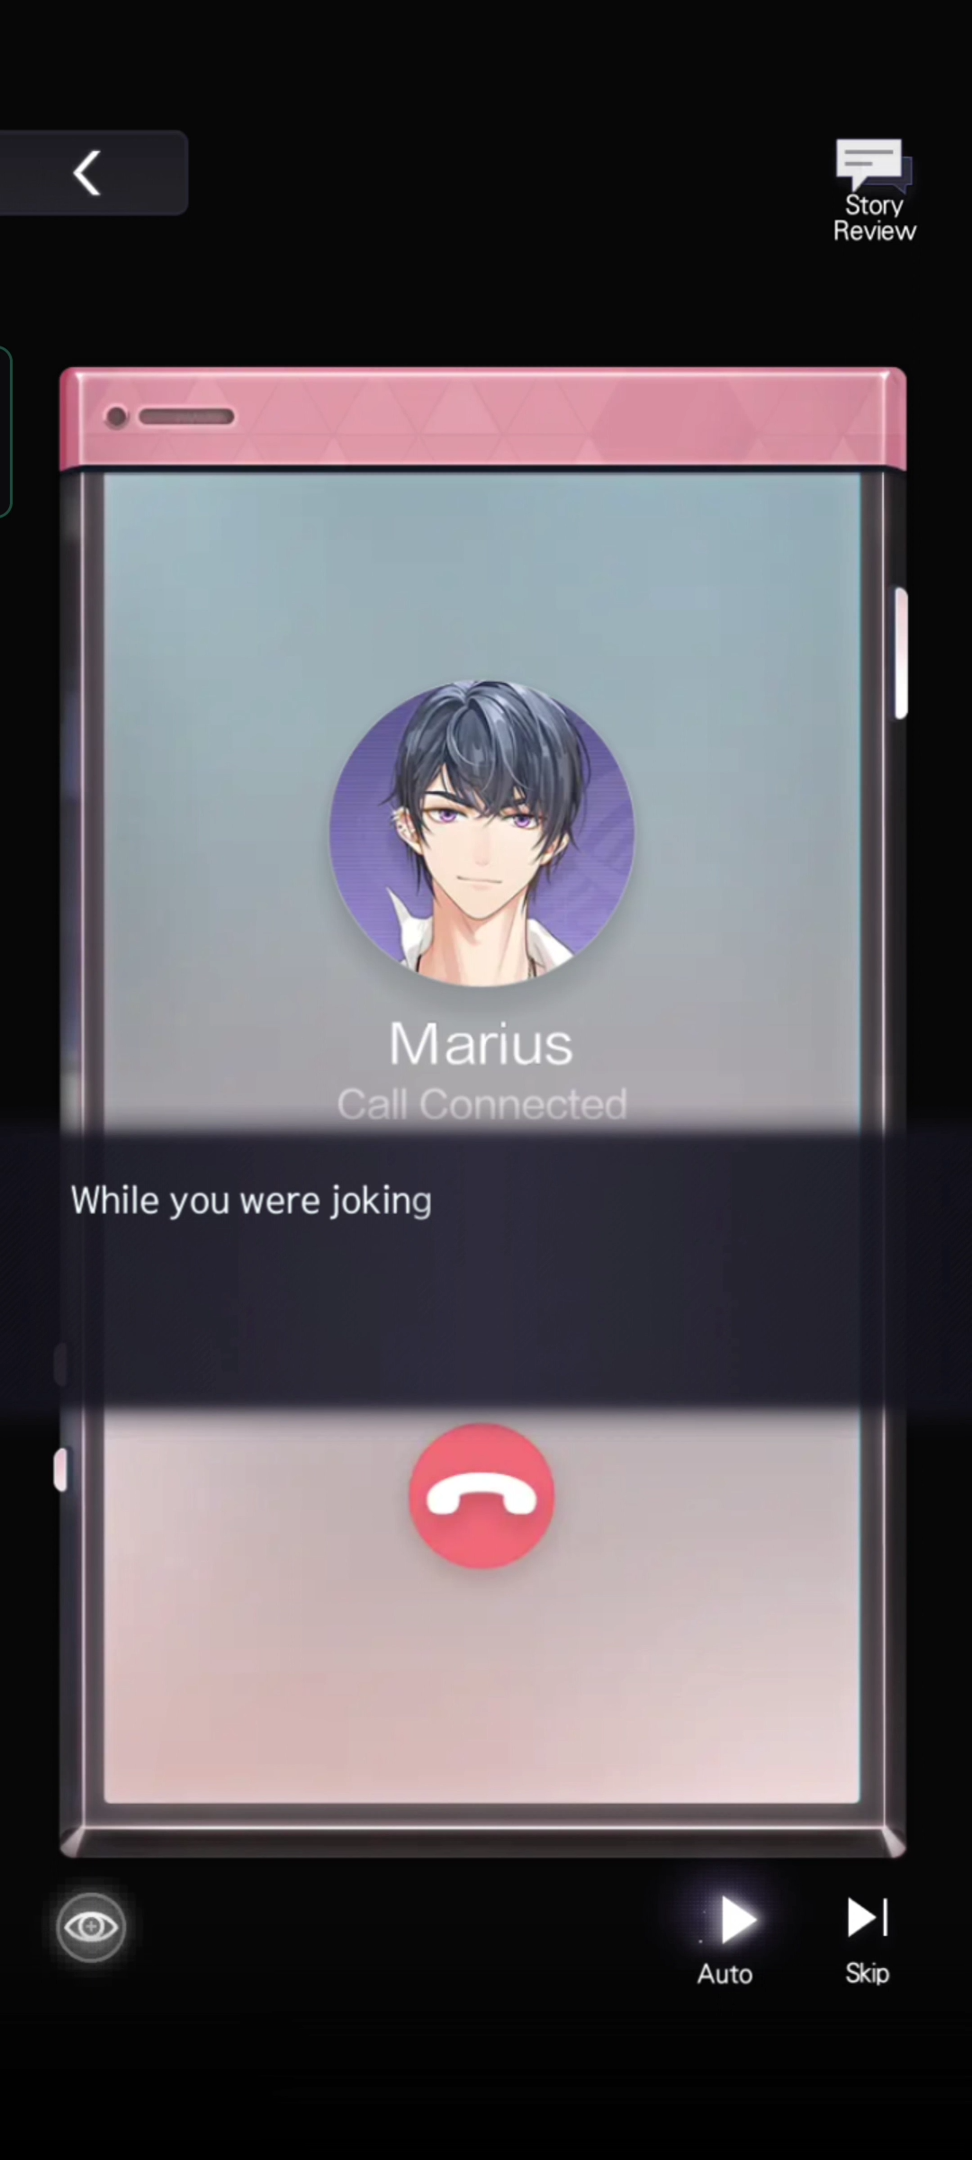 Story
Review
Marius
Call Connected
While you were joking
Auto
Skip